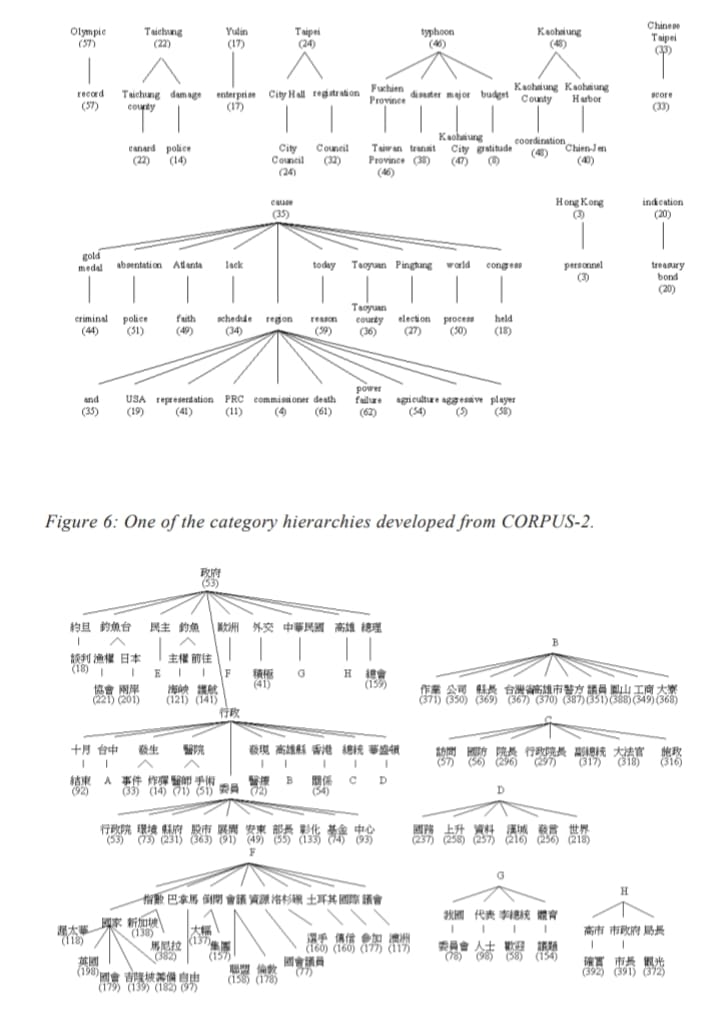 Olympic Taichung Yulin Taipei typhoon Kaohsiung Chinese Taipei
(57) (22) (17) (24) (46) (48) (33)
record Taichung county damage enterprise City Hall registration Fuchien Province disaster major budget Kaohsiung County Kaohsiung Harbor score
(57) (17) (33)
canard police City Council Council Taiwan Province transit Kaohsiung City gratitude coordination Chien-Jen
(22) (14) (24) (32) (46) (38) (47) (8) (48) (40)
cause Hong Kong indication
(35) (3) (20)
gold medal absentation Atlanta lack today Taoyuan Pingtung world congress personnel treasury bond
(3) (20)
criminal police faith schedule region reason Taoyuan county election process held
(44) (51) (49) (34) (59) (36) (27) (50) (18)
and USA representation PRC commissioner death power failure agriculture aggressive player
(35) (19) (41) (11) (4) (61) (62) (54) (5) (58)
Figure 6: One of the category hierarchies developed from CORPUS-2.
政府
(53)
約旦 釣魚台 民主 釣魚 歐洲 外交 中華民國 高雄 總理
B
談判 漁權 日本 主權 前往
(18) E F 積極 G H 總會
(41) (159)
協會 兩岸 海峽 護航
(221) (201) (121) (141)
作業 公司 縣長 台灣省 高雄市 警方 議員 鳳山 工商 大寮
(371) (350) (369) (367) (370) (387) (351) (388) (349) (368)
行政
C
十月 台中 發生 醫院 發現 高雄縣 香港 總統 華盛頓
訪問 國防 院長 行政院長 副總統 大法官 施政
(57) (56) (296) (297) (317) (318) (316)
結束 A 事件 炸彈 醫師 手術 委員 醫療 B 關係 C D
(92) (33) (14) (71) (51) (72) (54)
D
行政院 環境 縣府 股市 展開 安東 部長 彰化 基金 中心
(53) (73) (231) (363) (91) (49) (55) (133) (74) (93)
國務 上升 資料 漢城 發言 世界
(237) (258) (257) (216) (256) (218)
F
G
H
指數 巴拿馬 倒閉 會議 資源 洛杉磯 土耳其 國際 議會
我國 代表 李總統 體育
高市 市政府 局長
渥太華 國家 新加坡 大幅
(118) (138) (137)
馬尼拉 集團 選手 傳信 參加 澳洲
(382) (157) (160) (160) (177) (117)
委員會 人士 歡迎 議題
(78) (98) (58) (154)
確實 市長 觀光
(392) (391) (372)
英國 聯盟 倫敦 國會議員
(198) (158) (178) (77)
國會 吉隆坡 籌備 自由
(179) (139) (182) (97)